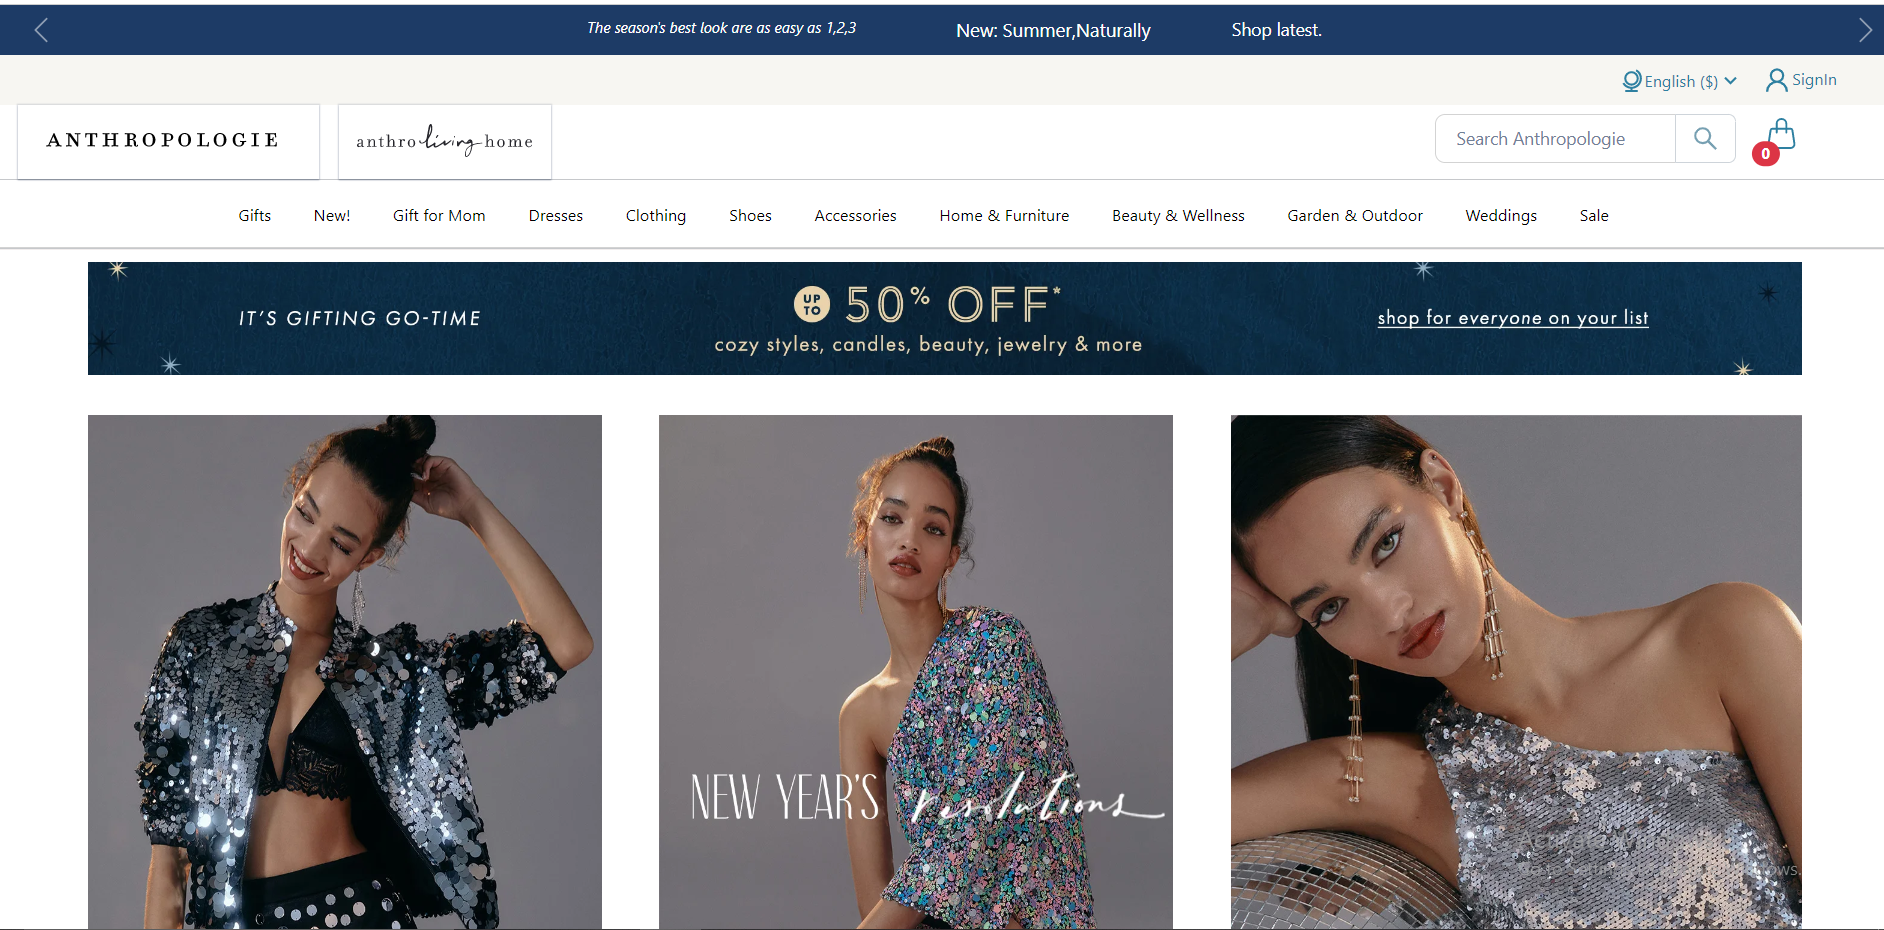 The season's best look are as easy as 1,2,3
New: Summer,Naturally
Shop latest.
English ($)
SignIn
ANTHROPOLOGIE
anthroliving home
Search Anthropologie
0
Gifts
New!
Gift for Mom
Dresses
Clothing
Shoes
Accessories
Home & Furniture
Beauty & Wellness
Garden & Outdoor
Weddings
Sale
IT'S GIFTING GO-TIME
UP TO 50% OFF*
cozy styles, candles, beauty, jewelry & more
shop for everyone on your list
NEW YEAR'S resolutions